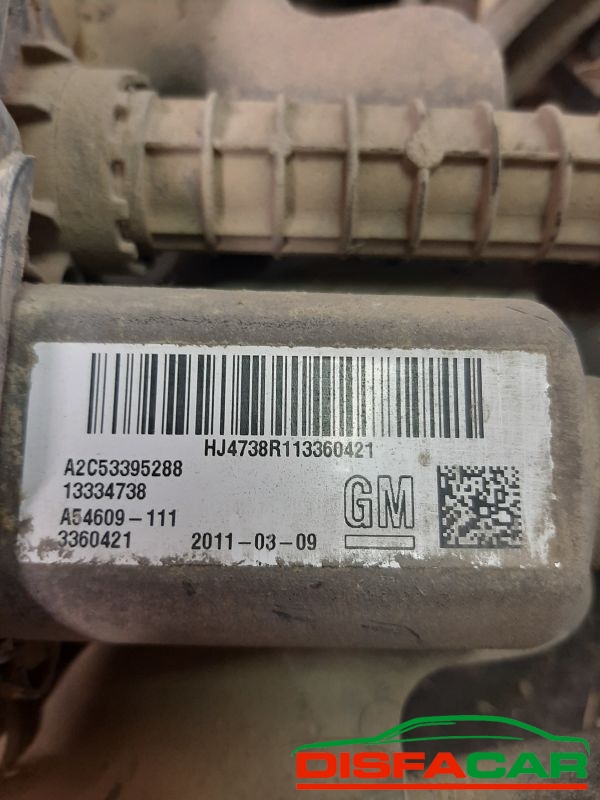 HJ4738R113360421
A2C53395288
13334738
A54609-111
3360421 2011-03-09
GM
DISFACAR